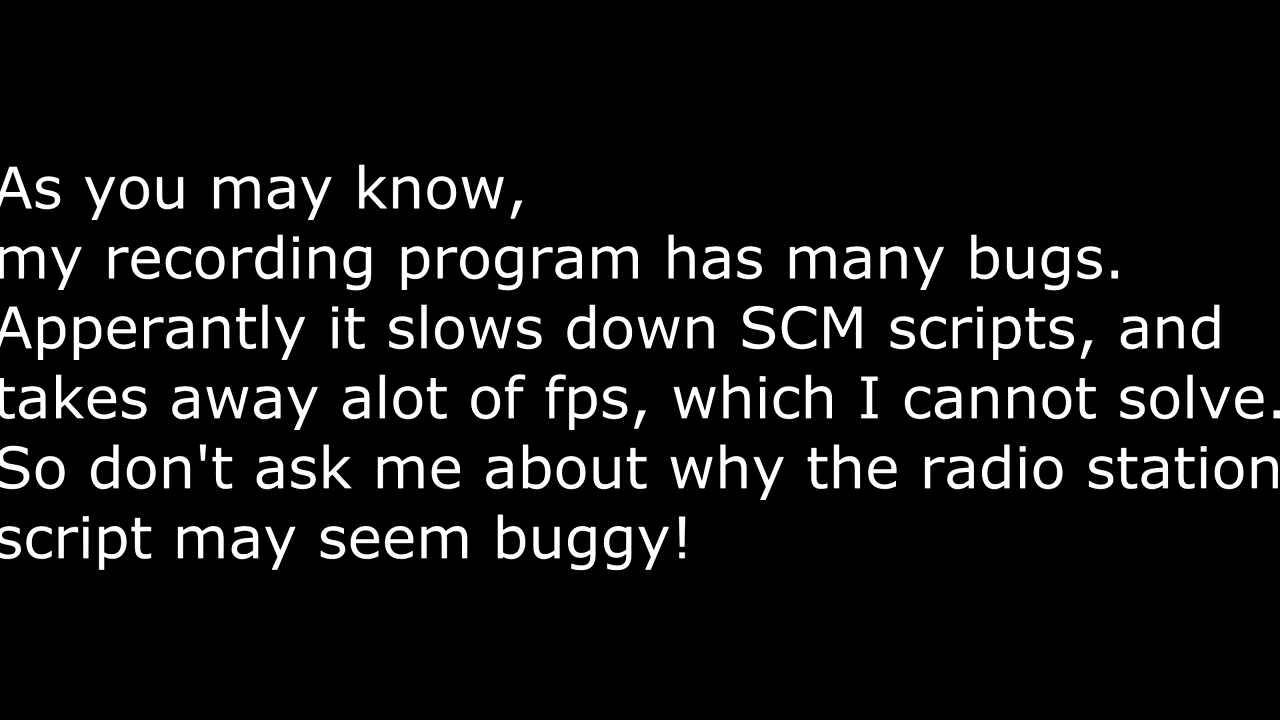 As you may know,
my recording program has many bugs.
Apperantly it slows down SCM scripts, and
takes away alot of fps, which I cannot solve.
So don't ask me about why the radio station
script may seem buggy!